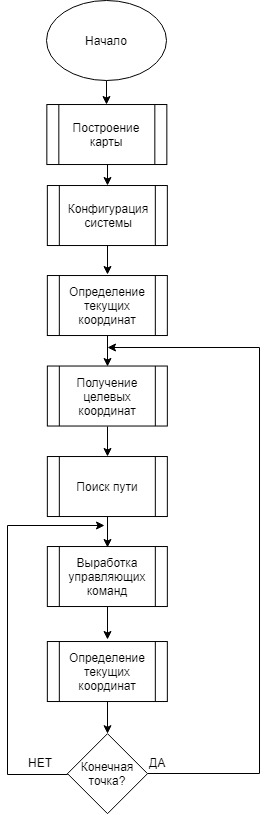 Начало
Построение
карты
Конфигурация
системы
Определение
текущих
координат
Получение
целевых
координат
Поиск пути
Выработка
управляющих
команд
Определение
текущих
координат
НЕТ
ДА
Конечная
точка?